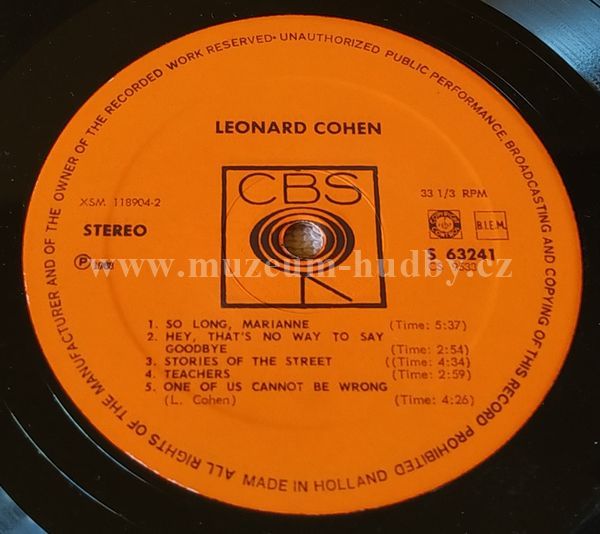 ALL RIGHTS OF THE MANUFACTURER AND OF THE OWNER OF THE RECORDED WORK RESERVED • UNAUTHORIZED PUBLIC PERFORMANCE, BROADCASTING AND COPYING OF THIS RECORD PROHIBITED
LEONARD COHEN
CBS
XSM 118904-2
33 1/3 RPM
STEREO
B.I.E.M.
S 63241
www.muzeum-hudby.cz
1. SO LONG, MARIANNE (Time: 5:37)
2. HEY, THAT'S NO WAY TO SAY
GOODBYE (Time: 2:54)
3. STORIES OF THE STREET ((Time: 4:34)
4. TEACHERS (Time: 2:59)
5. ONE OF US CANNOT BE WRONG
(L. Cohen) (Time: 4:26)
MADE IN HOLLAND